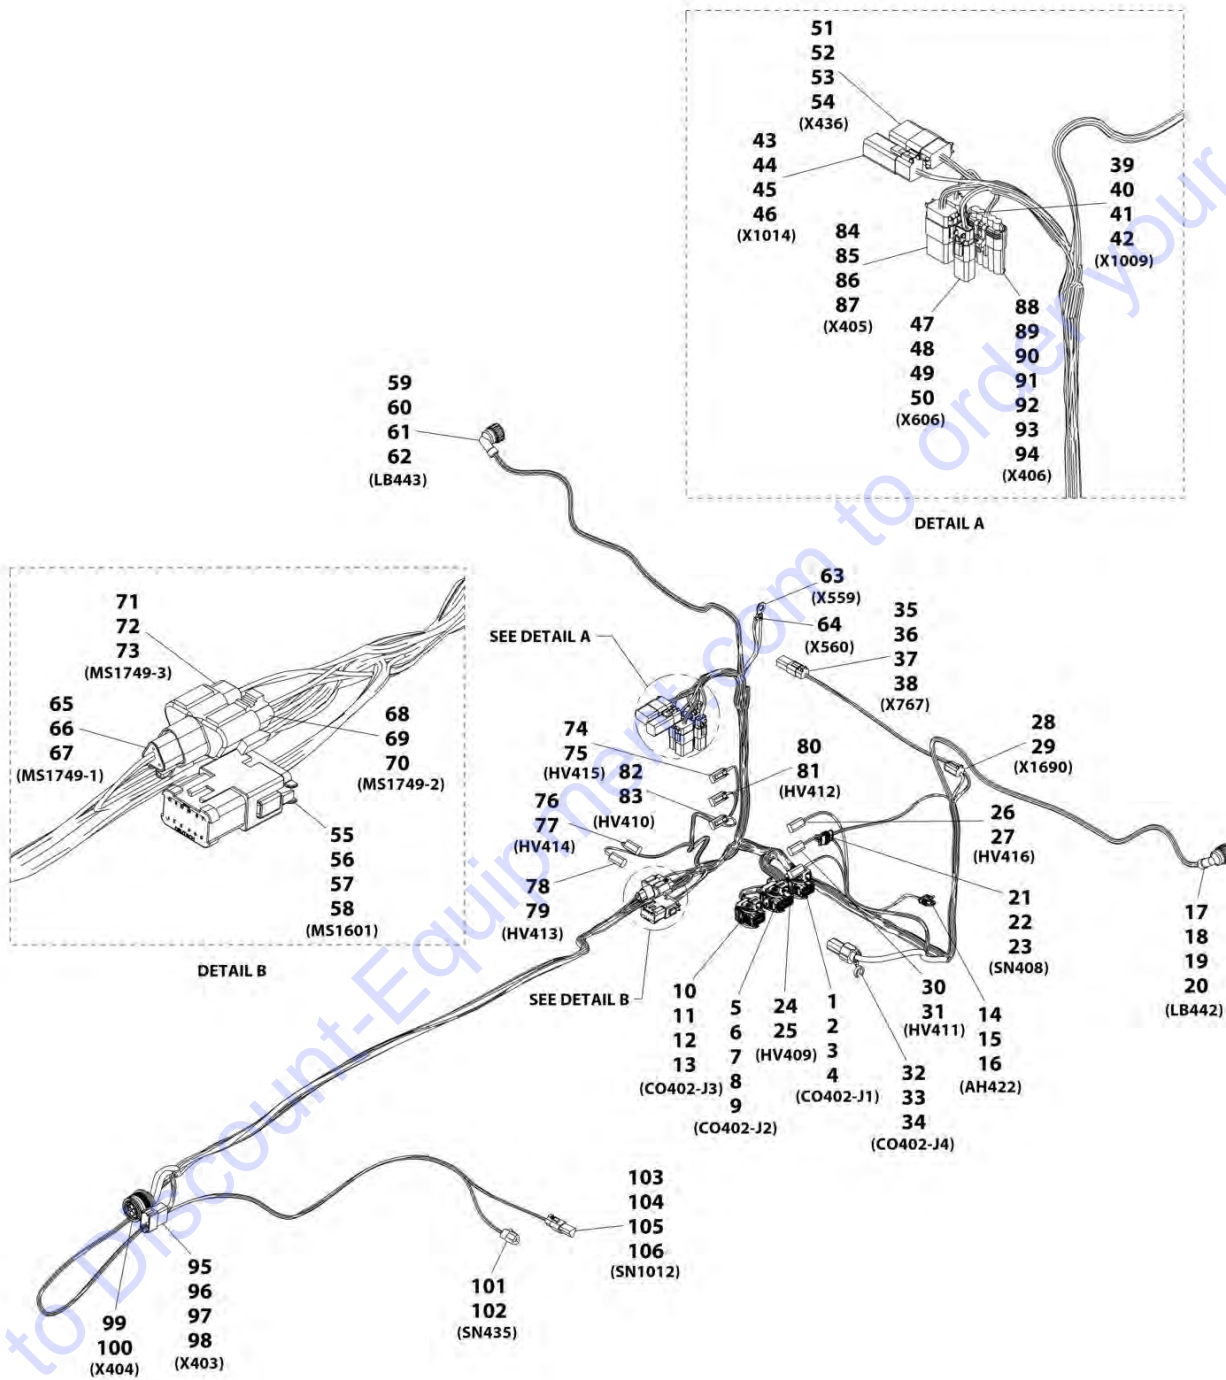 51
52
53
54
(X436)
43
44
45
46
(X1014)
39
40
41
42
(X1009)
84
85
86
87
(X405)
47
48
49
50
(X606)
88
89
90
91
92
93
94
(X406)
DETAIL A
59
60
61
62
(LB443)
71
72
73
(MS1749-3)
65
66
67
(MS1749-1)
68
69
70
(MS1749-2)
55
56
57
58
(MS1601)
DETAIL B
SEE DETAIL A
63
(X559)
64
(X560)
35
36
37
38
(X767)
28
29
(X1690)
74
75
(HV415)
82
83
(HV410)
80
81
(HV412)
76
77
(HV414)
78
79
(HV413)
26
27
(HV416)
21
22
23
(SN408)
17
18
19
20
(LB442)
SEE DETAIL B
10
11
12
13
(CO402-J3)
5
6
7
8
9
(CO402-J2)
24
25
(HV409)
1
2
3
4
(CO402-J1)
30
31
(HV411)
14
15
16
(AH422)
32
33
34
(CO402-J4)
103
104
105
106
(SN1012)
101
102
(SN435)
95
96
97
98
(X403)
99
100
(X404)
to Discount-Equipment.com to order your